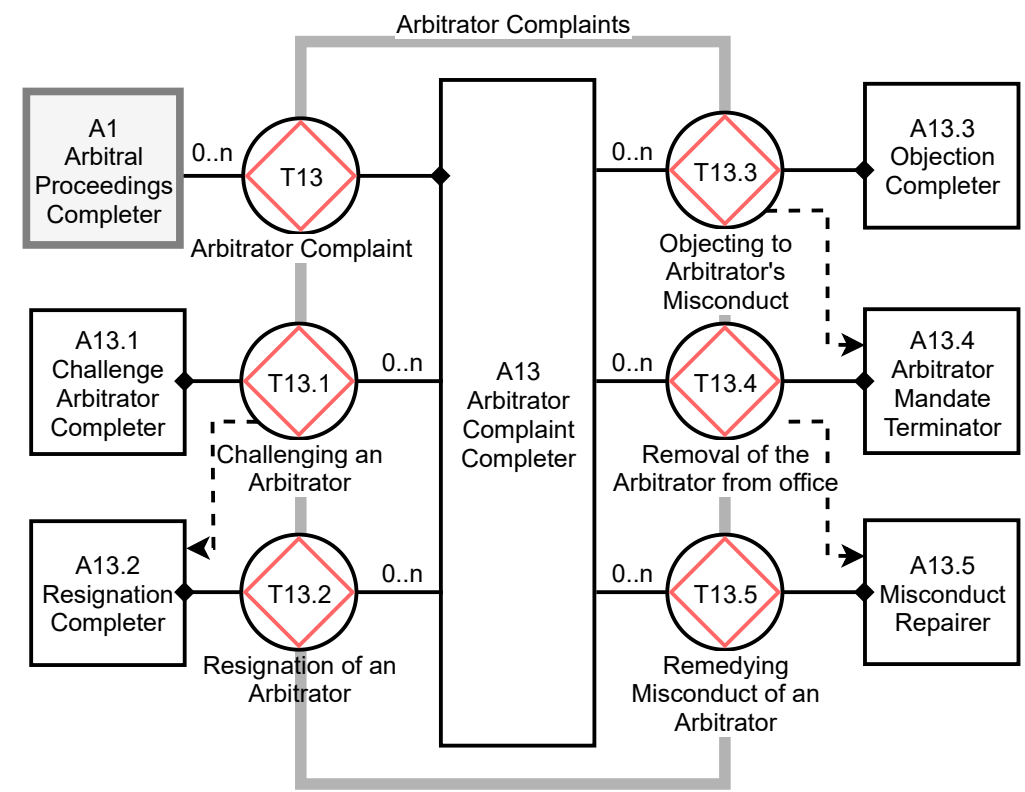 Arbitrator Complaints
A1
Arbitral
Proceedings
Completer
0..n
T13
Arbitrator Complaint
A13.1
Challenge
Arbitrator
Completer
T13.1
0..n
Challenging an
Arbitrator
A13.2
Resignation
Completer
T13.2
0..n
Resignation of an
Arbitrator
A13
Arbitrator
Complaint
Completer
0..n
T13.3
Objecting to
Arbitrator's
Misconduct
A13.3
Objection
Completer
0..n
T13.4
Removal of the
Arbitrator from office
A13.4
Arbitrator
Mandate
Terminator
0..n
T13.5
Remedying
Misconduct of an
Arbitrator
A13.5
Misconduct
Repairer